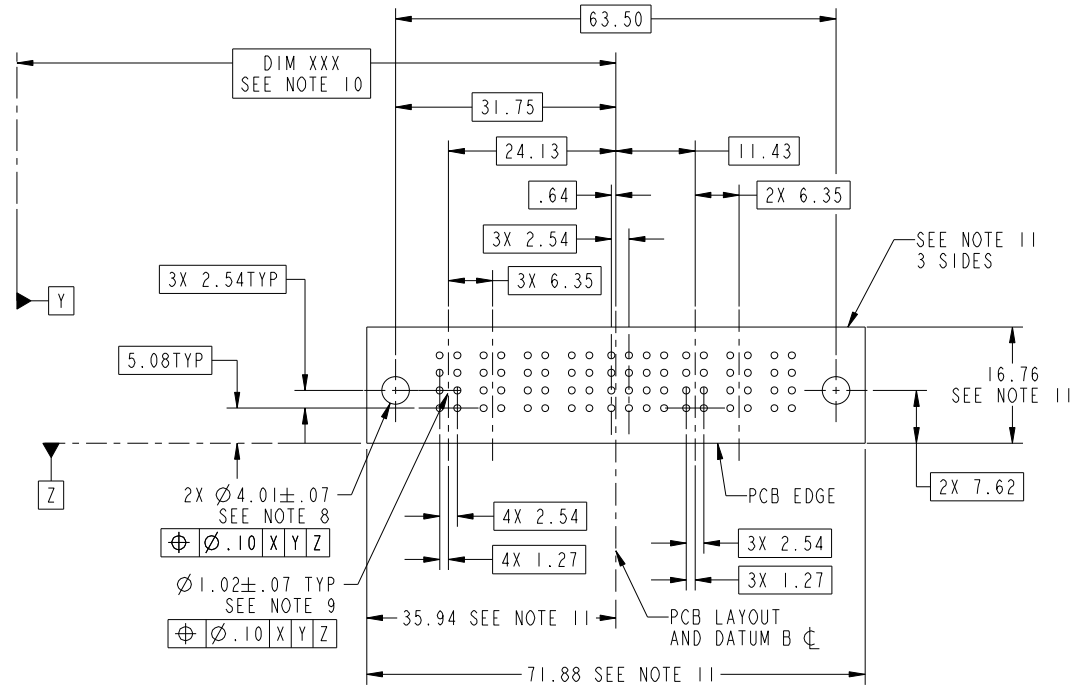 63.50
DIM XXX
SEE NOTE 10
31.75
24.13
11.43
.64
2X 6.35
3X 2.54
SEE NOTE 11
3 SIDES
3X 2.54TYP
3X 6.35
Y
5.08TYP
16.76
SEE NOTE 11
Z
2X Ø4.01±.07
SEE NOTE 8
⌖ Ø.10 X Y Z
PCB EDGE
2X 7.62
4X 2.54
3X 2.54
4X 1.27
3X 1.27
Ø1.02±.07 TYP
SEE NOTE 9
⌖ Ø.10 X Y Z
35.94 SEE NOTE 11
PCB LAYOUT
AND DATUM B ℄
71.88 SEE NOTE 11